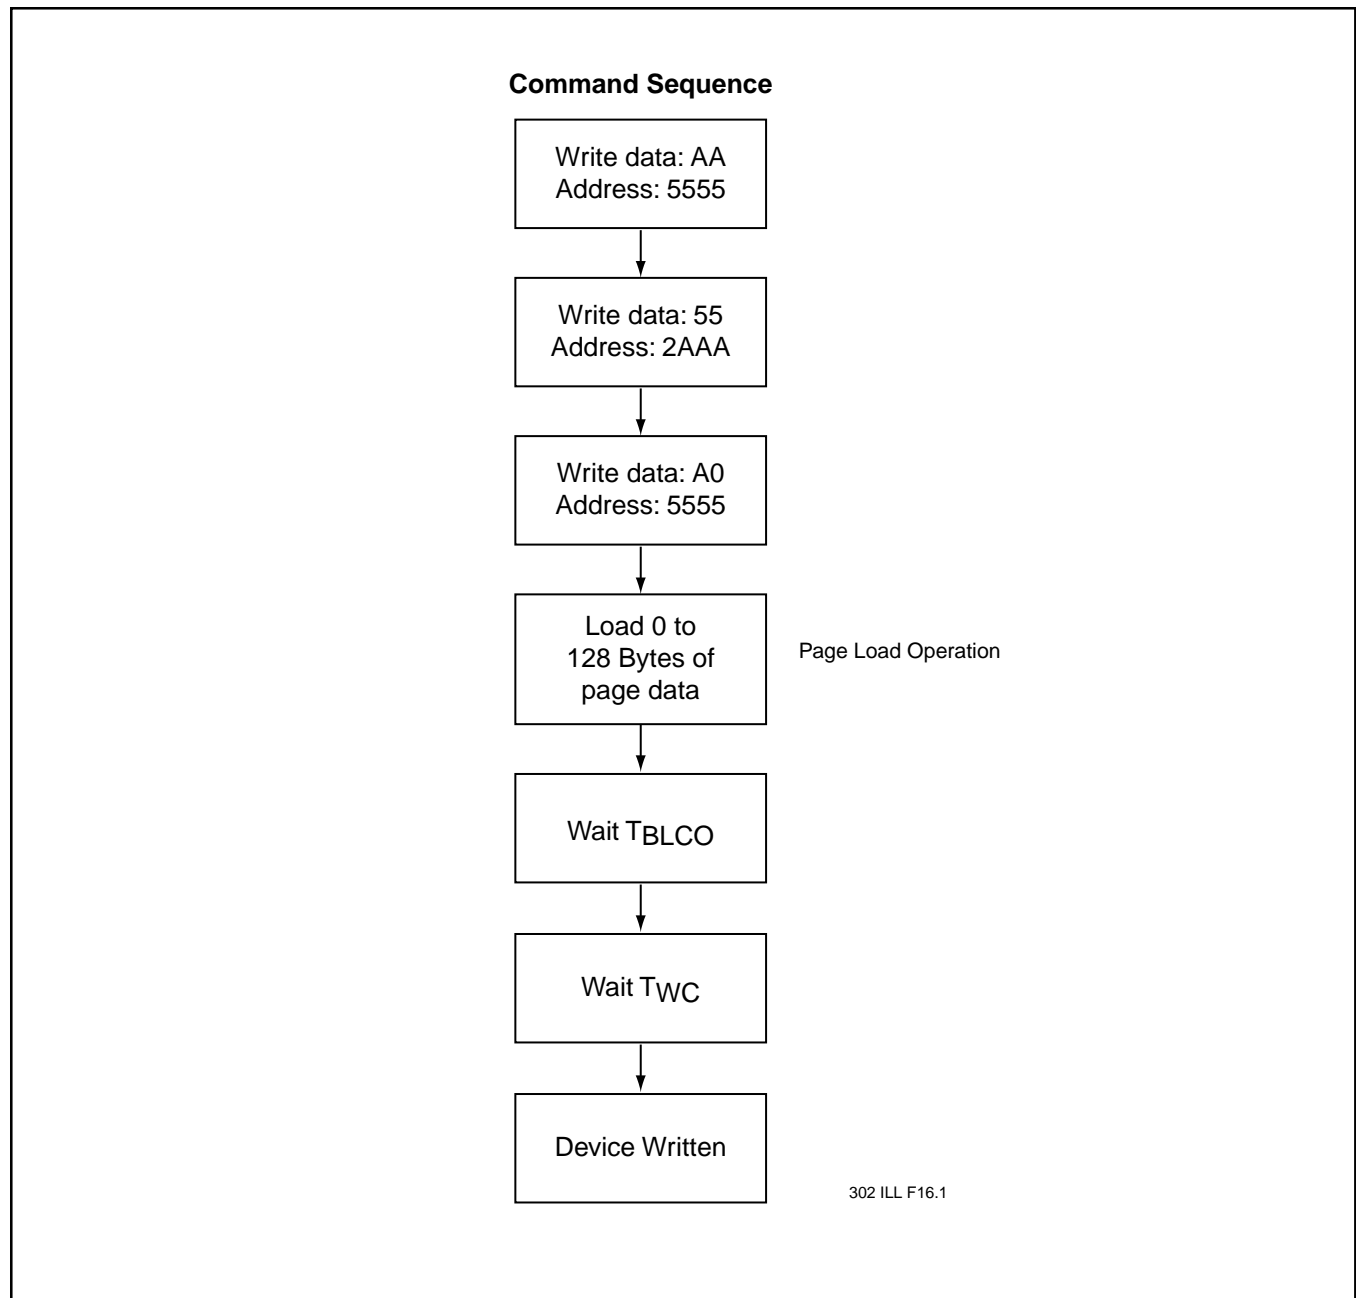 Command Sequence
Write data: AA
Address: 5555
Write data: 55
Address: 2AAA
Write data: A0
Address: 5555
Load 0 to
128 Bytes of
page data
Page Load Operation
Wait TBLCO
Wait TWC
Device Written
302 ILL F16.1